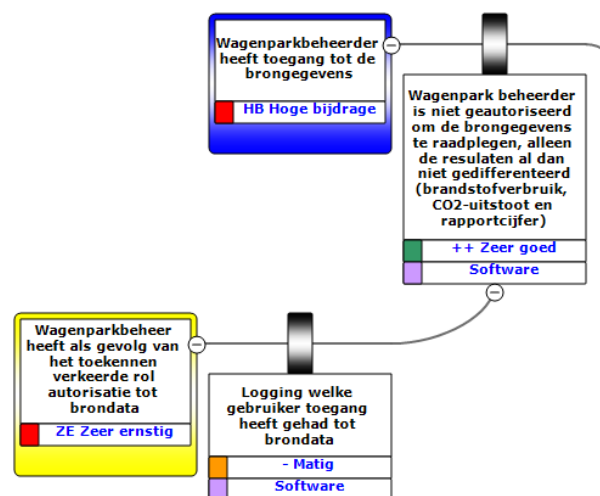 Wagenparkbeheerder
heeft toegang tot de
brongegevens
HB Hoge bijdrage
Wagenpark beheerder
is niet geautoriseerd
om de brongegevens
te raadplegen, alleen
de resulaten al dan
niet gedifferenteerd
(brandstofverbruik,
CO2-uitstoot en
rapportcijfer)
++ Zeer goed
Software
Wagenparkbeheer
heeft als gevolg van
het toekennen
verkeerde rol
autorisatie tot
brondata
ZE Zeer ernstig
Logging welke
gebruiker toegang
heeft gehad tot
brondata
- Matig
Software